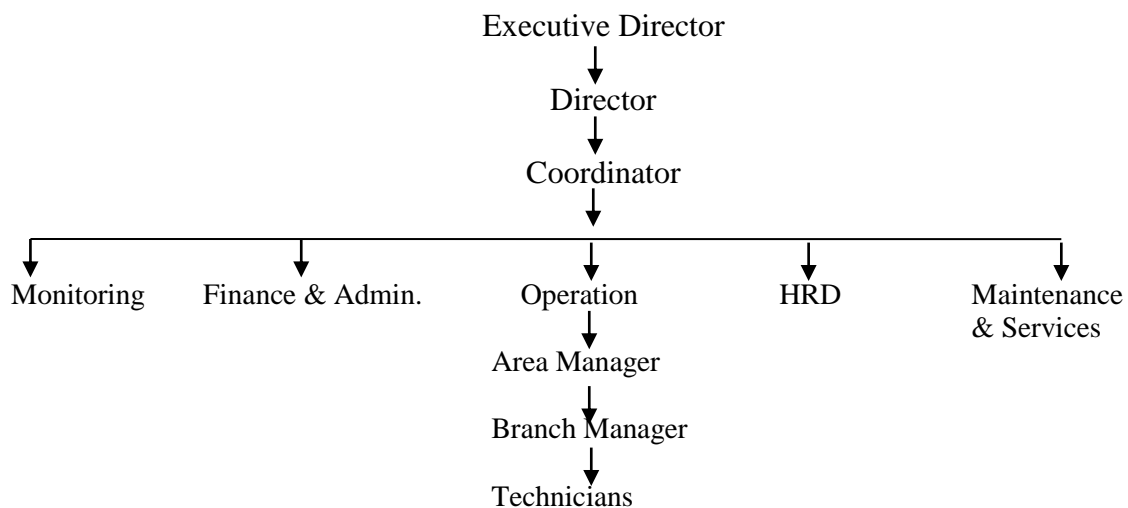 Executive Director
Director
Coordinator
Monitoring
Finance & Admin.
Operation
HRD
Maintenance
& Services
Area Manager
Branch Manager
Technicians